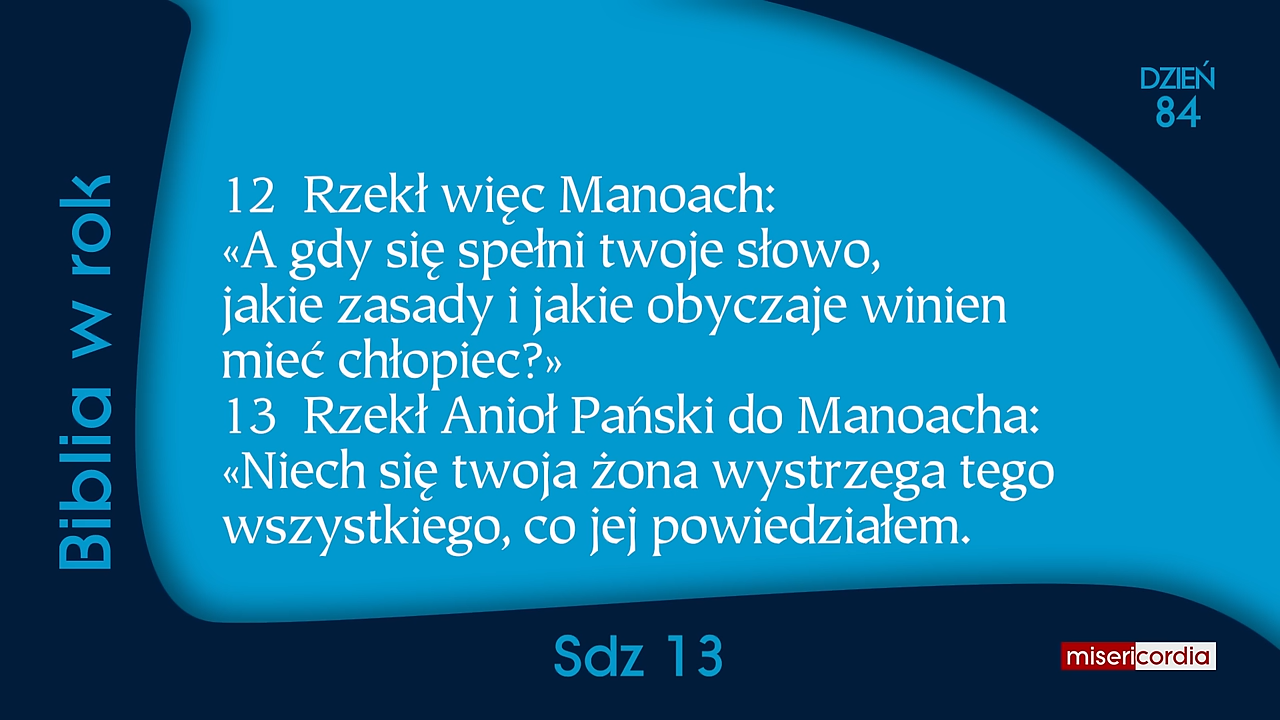 DZIEŃ
84
Biblia w rok
12 Rzekł więc Manoach:
«A gdy się spełni twoje słowo,
jakie zasady i jakie obyczaje winien
mieć chłopiec?»
13 Rzekł Anioł Pański do Manoacha:
«Niech się twoja żona wystrzega tego
wszystkiego, co jej powiedziałem.
Sdz 13
misericordia